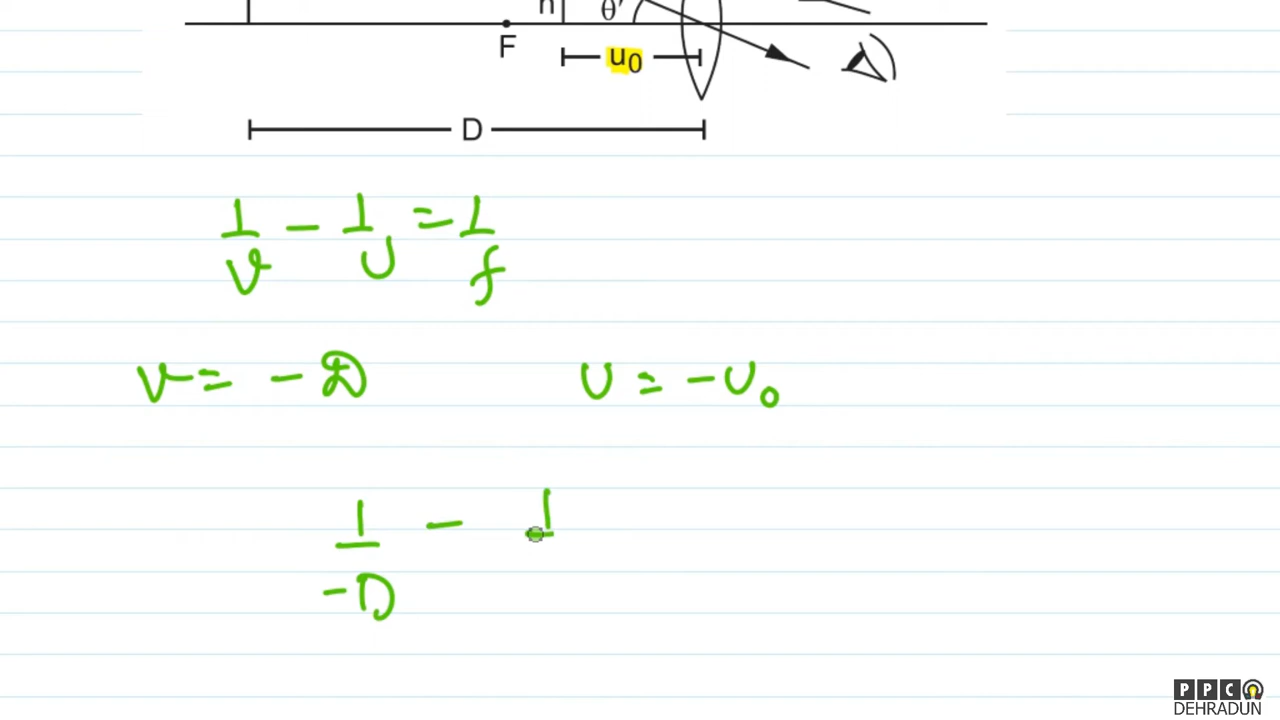 h θ'
F
u₀
D
1/v - 1/u = 1/f
v = - D u = - u₀
1/-D - 1
PPC
DEHRADUN